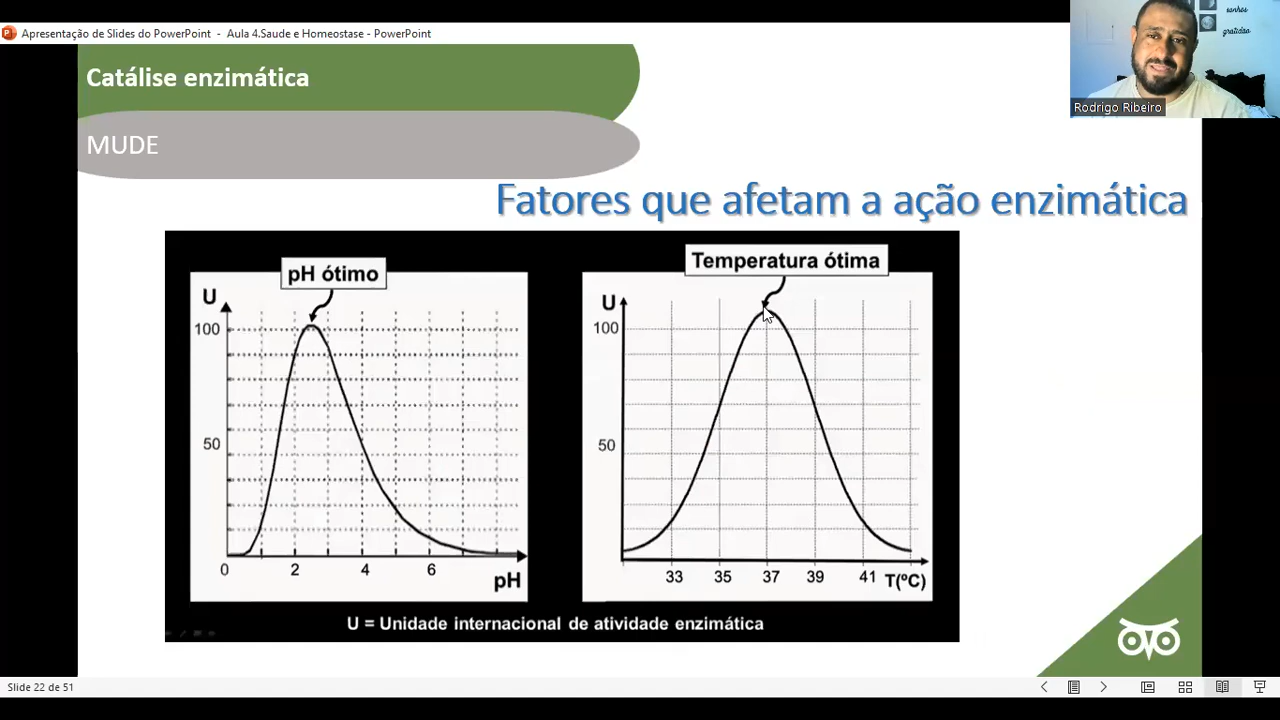 Apresentação de Slides do PowerPoint - Aula 4.Saude e Homeostase - PowerPoint
sonhos
gratidão
Rodrigo Ribeiro
Catálise enzimática
MUDE
Fatores que afetam a ação enzimática
pH ótimo
U
100
50
0 2 4 6
pH
Temperatura ótima
U
100
50
33 35 37 39 41 T(ºC)
U = Unidade internacional de atividade enzimática
Slide 22 de 51